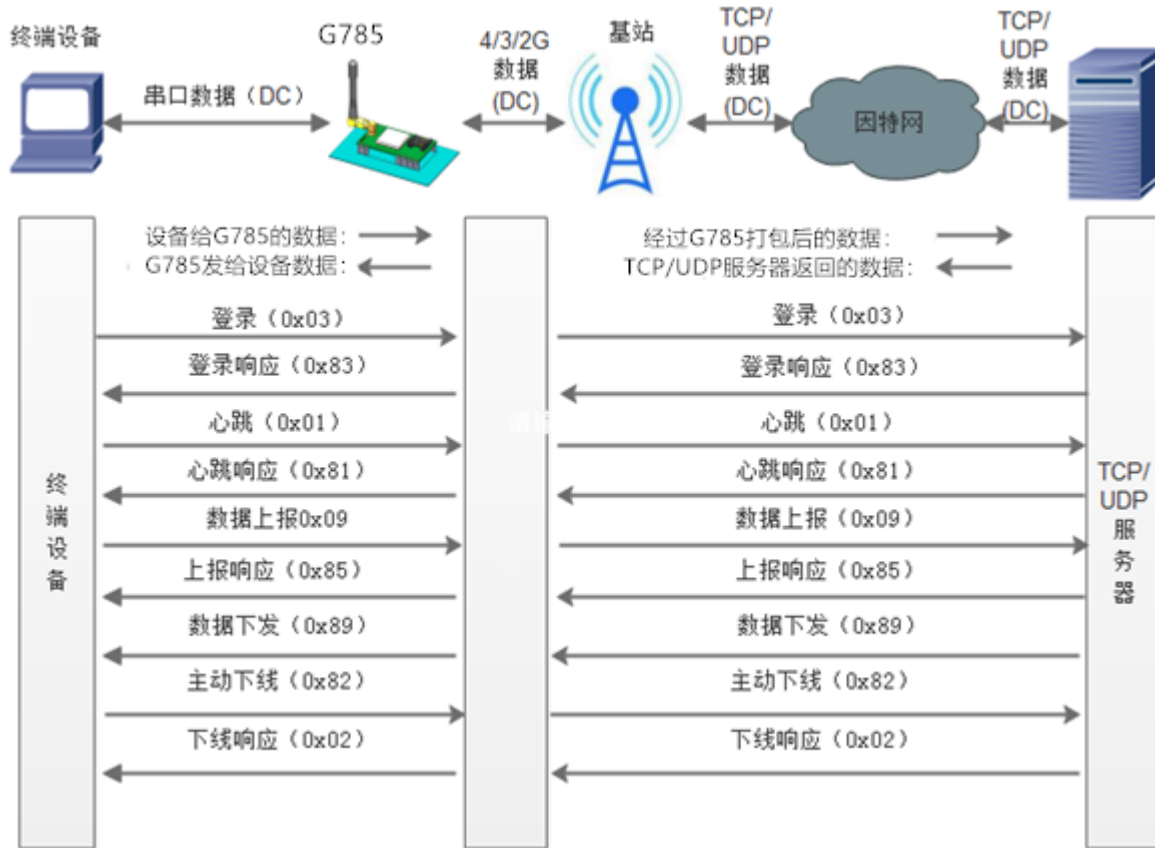 终端设备
G785
4/3/2G
数据
(DC)
基站
TCP/
UDP
数据
(DC)
TCP/
UDP
数据
(DC)
串口数据（DC）
因特网
设备给G785的数据：
G785发给设备数据：
经过G785打包后的数据：
TCP/UDP服务器返回的数据：
登录（0x03）
登录（0x03）
登录响应（0x83）
登录响应（0x83）
心跳（0x01）
心跳（0x01）
心跳响应（0x81）
心跳响应（0x81）
数据上报0x09
数据上报（0x09）
上报响应（0x85）
上报响应（0x85）
数据下发（0x89）
数据下发（0x89）
主动下线（0x82）
主动下线（0x82）
下线响应（0x02）
下线响应（0x02）
终
端
设
备
TCP/
UDP
服
务
器